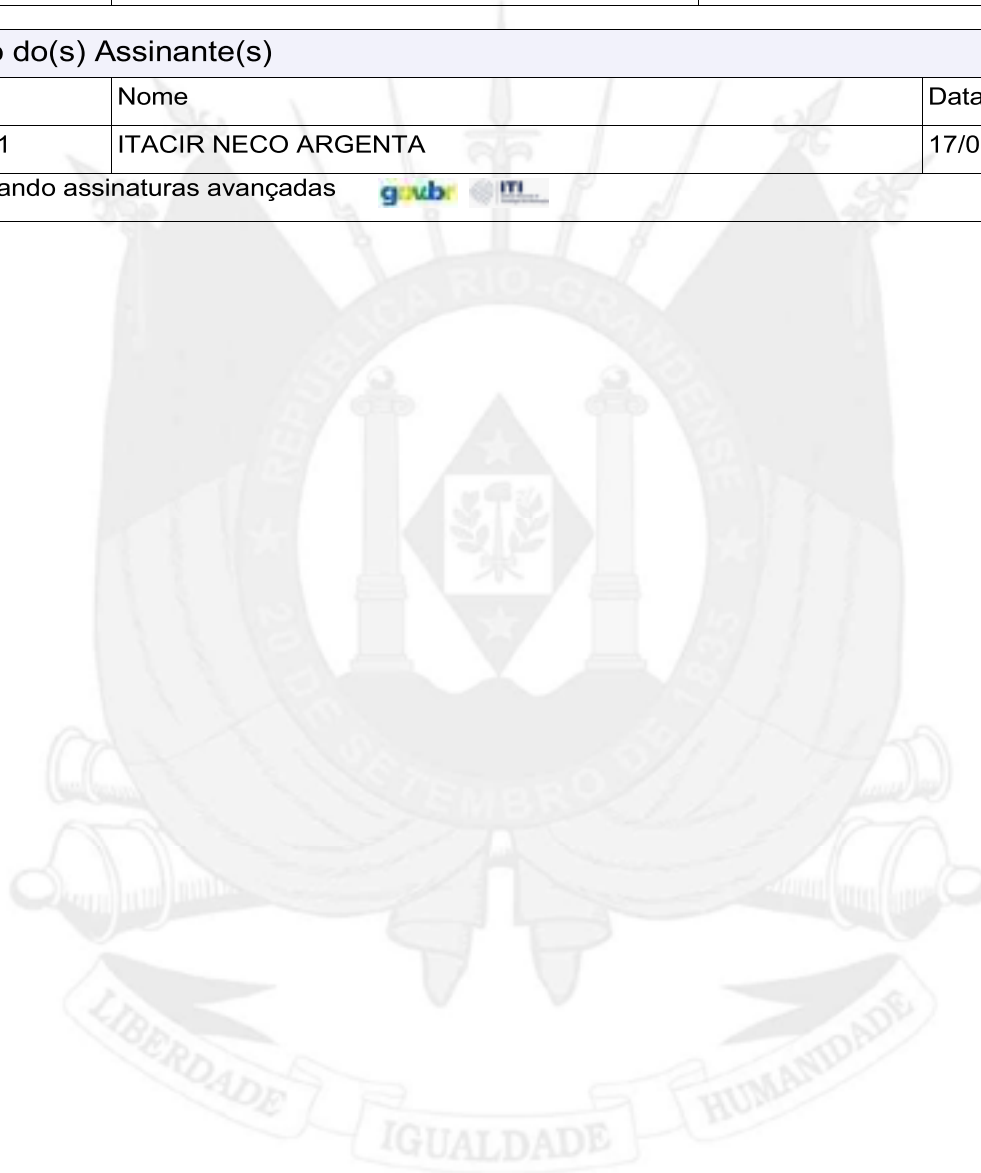 o do(s) Assinante(s)
Nome
Data
1
ITACIR NECO ARGENTA
17/0
ando assinaturas avançadas
gov.br
ITI
REPÚBLICA RIO-GRANDENSE
20 DE SETEMBRO DE 1835
LIBERDADE
IGUALDADE
HUMANIDADE